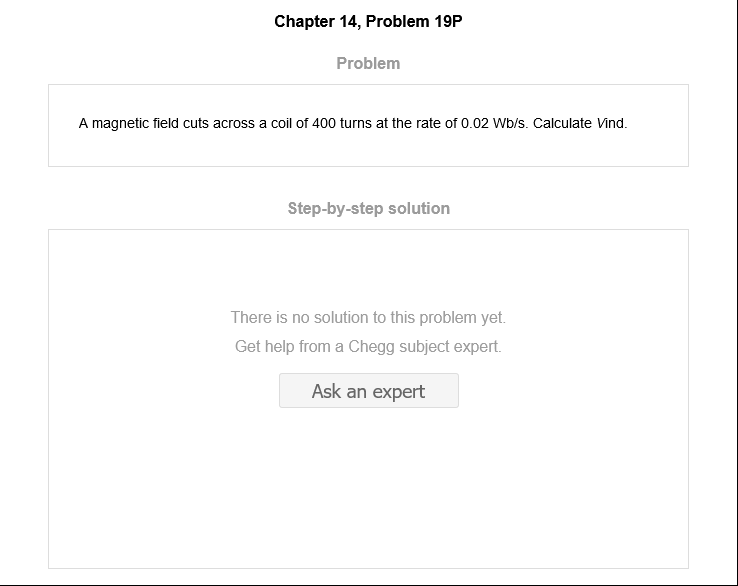 Chapter 14, Problem 19P
Problem
A magnetic field cuts across a coil of 400 turns at the rate of 0.02 Wb/s. Calculate Vind.
Step-by-step solution
There is no solution to this problem yet.
Get help from a Chegg subject expert.
Ask an expert